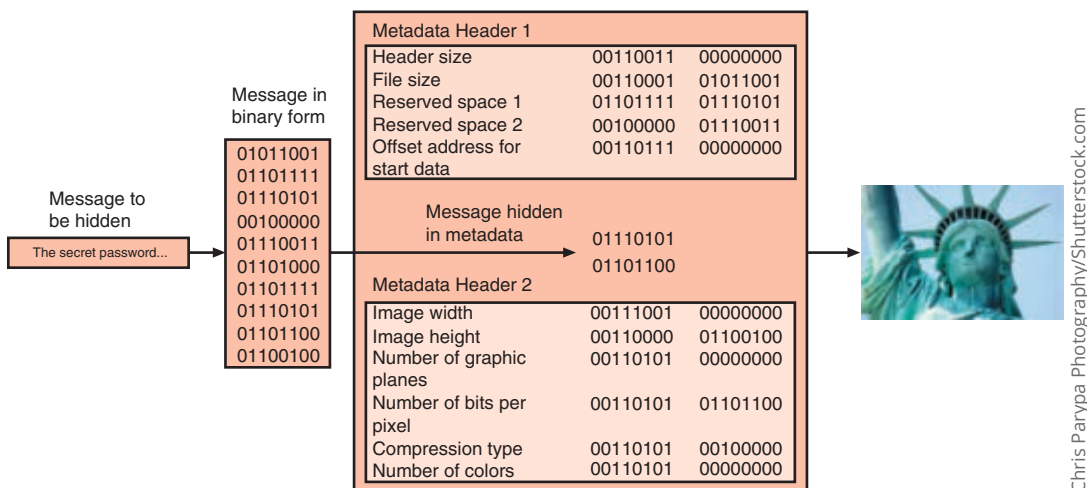 Message to
be hidden
The secret password...
Message in
binary form
01011001
01101111
01110101
00100000
01110011
01101000
01101111
01110101
01101100
01100100
Metadata Header 1
Header size 00110011 00000000
File size 00110001 01011001
Reserved space 1 01101111 01110101
Reserved space 2 00100000 01110011
Offset address for 00110111 00000000
start data
Message hidden
in metadata
01110101
01101100
Metadata Header 2
Image width 00111001 00000000
Image height 00110000 01100100
Number of graphic 00110101 00000000
planes
Number of bits per 00110101 01101100
pixel
Compression type 00110101 00100000
Number of colors 00110101 00000000
Chris Parypa Photography/Shutterstock.com